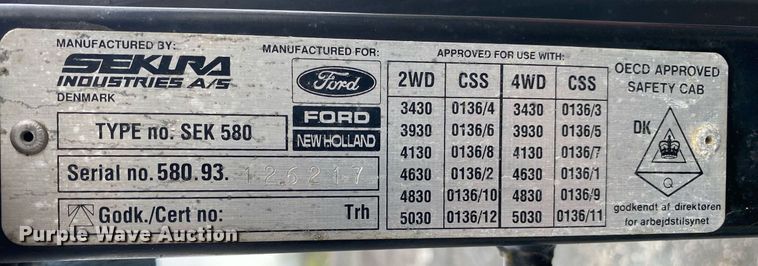 MANUFACTURED BY:
SEKURA
INDUSTRIES A/S
DENMARK
TYPE no. SEK 580
Serial no. 580.93. 126217
Godk./Cert no: Trh
MANUFACTURED FOR:
Ford
FORD
NEW HOLLAND
APPROVED FOR USE WITH:
2WD CSS 4WD CSS
3430 0136/4 3430 0136/3
3930 0136/6 3930 0136/5
4130 0136/8 4130 0136/7
4630 0136/2 4630 0136/1
4830 0136/10 4830 0136/9
5030 0136/12 5030 0136/11
OECD APPROVED
SAFETY CAB
DK
Q
godkendt af direktøren
for arbejdstilsynet
Purple Wave Auction